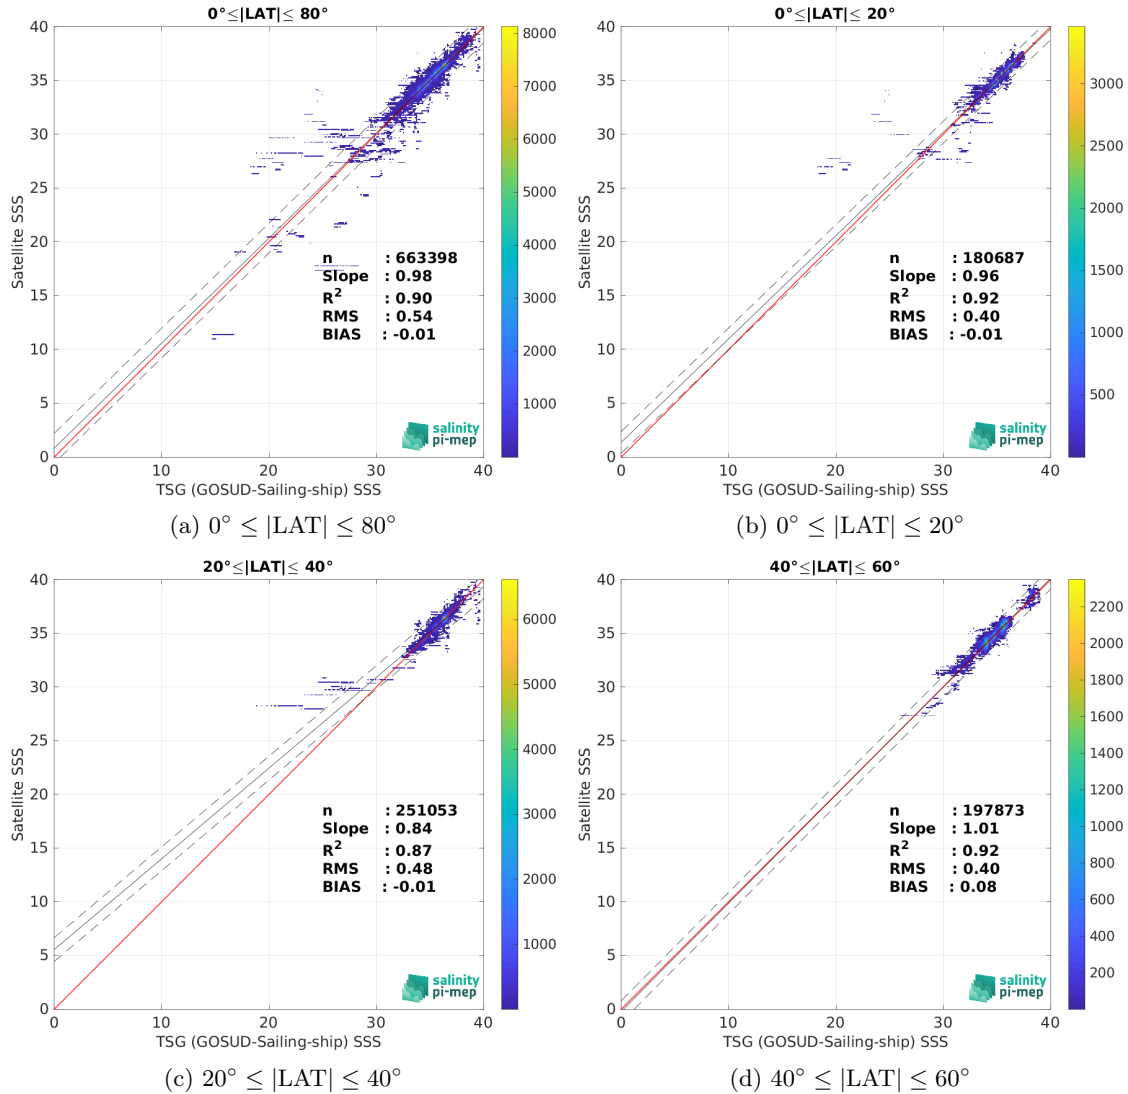 0°≤|LAT|≤ 80°
40
35
30
25
20
15
10
5
0
0
10
20
30
40
Satellite SSS
TSG (GOSUD-Sailing-ship) SSS
n : 663398
Slope : 0.98
R² : 0.90
RMS : 0.54
BIAS : -0.01
salinity
pi-mep
8000
7000
6000
5000
4000
3000
2000
1000
(a) 0° ≤ |LAT| ≤ 80°
0°≤|LAT|≤ 20°
40
35
30
25
20
15
10
5
0
0
10
20
30
40
Satellite SSS
TSG (GOSUD-Sailing-ship) SSS
n : 180687
Slope : 0.96
R² : 0.92
RMS : 0.40
BIAS : -0.01
salinity
pi-mep
3000
2500
2000
1500
1000
500
(b) 0° ≤ |LAT| ≤ 20°
20°≤|LAT|≤ 40°
40
35
30
25
20
15
10
5
0
0
10
20
30
40
Satellite SSS
TSG (GOSUD-Sailing-ship) SSS
n : 251053
Slope : 0.84
R² : 0.87
RMS : 0.48
BIAS : -0.01
salinity
pi-mep
6000
5000
4000
3000
2000
1000
(c) 20° ≤ |LAT| ≤ 40°
40°≤|LAT|≤ 60°
40
35
30
25
20
15
10
5
0
0
10
20
30
40
Satellite SSS
TSG (GOSUD-Sailing-ship) SSS
n : 197873
Slope : 1.01
R² : 0.92
RMS : 0.40
BIAS : 0.08
salinity
pi-mep
2200
2000
1800
1600
1400
1200
1000
800
600
400
200
(d) 40° ≤ |LAT| ≤ 60°